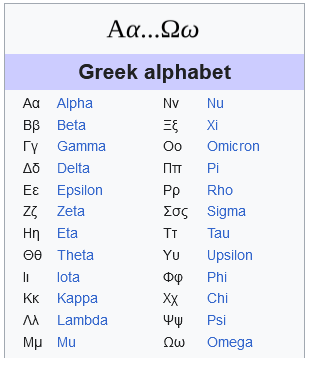 Αα...Ωω
Greek alphabet
Αα Alpha Νν Nu
Ββ Beta Ξξ Xi
Γγ Gamma Οο Omicron
Δδ Delta Ππ Pi
Εε Epsilon Ρρ Rho
Ζζ Zeta Σσς Sigma
Ηη Eta Ττ Tau
Θθ Theta Υυ Upsilon
Ιι Iota Φφ Phi
Κκ Kappa Χχ Chi
Λλ Lambda Ψψ Psi
Μμ Mu Ωω Omega